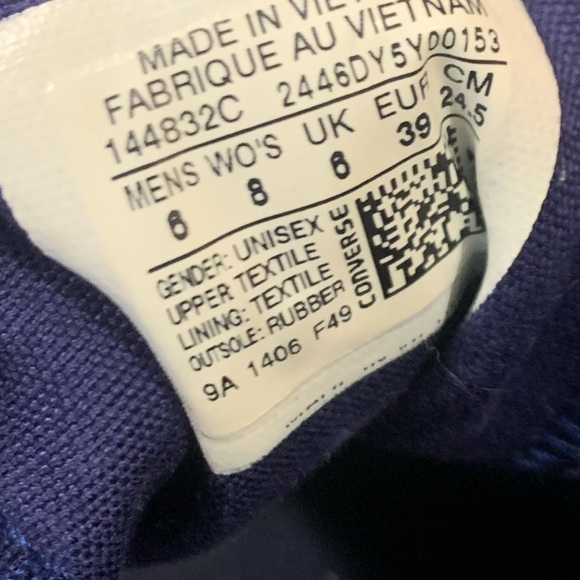 MADE IN VIE
FABRIQUE AU VIETNAM
144832C 2446DY5Y00153
MENS WO'S UK EUR CM
6 8 6 39 24.5
GENDER: UNISEX
UPPER TEXTILE
LINING: TEXTILE
OUTSOLE: RUBBER
CONVERSE
9A 1406 F49